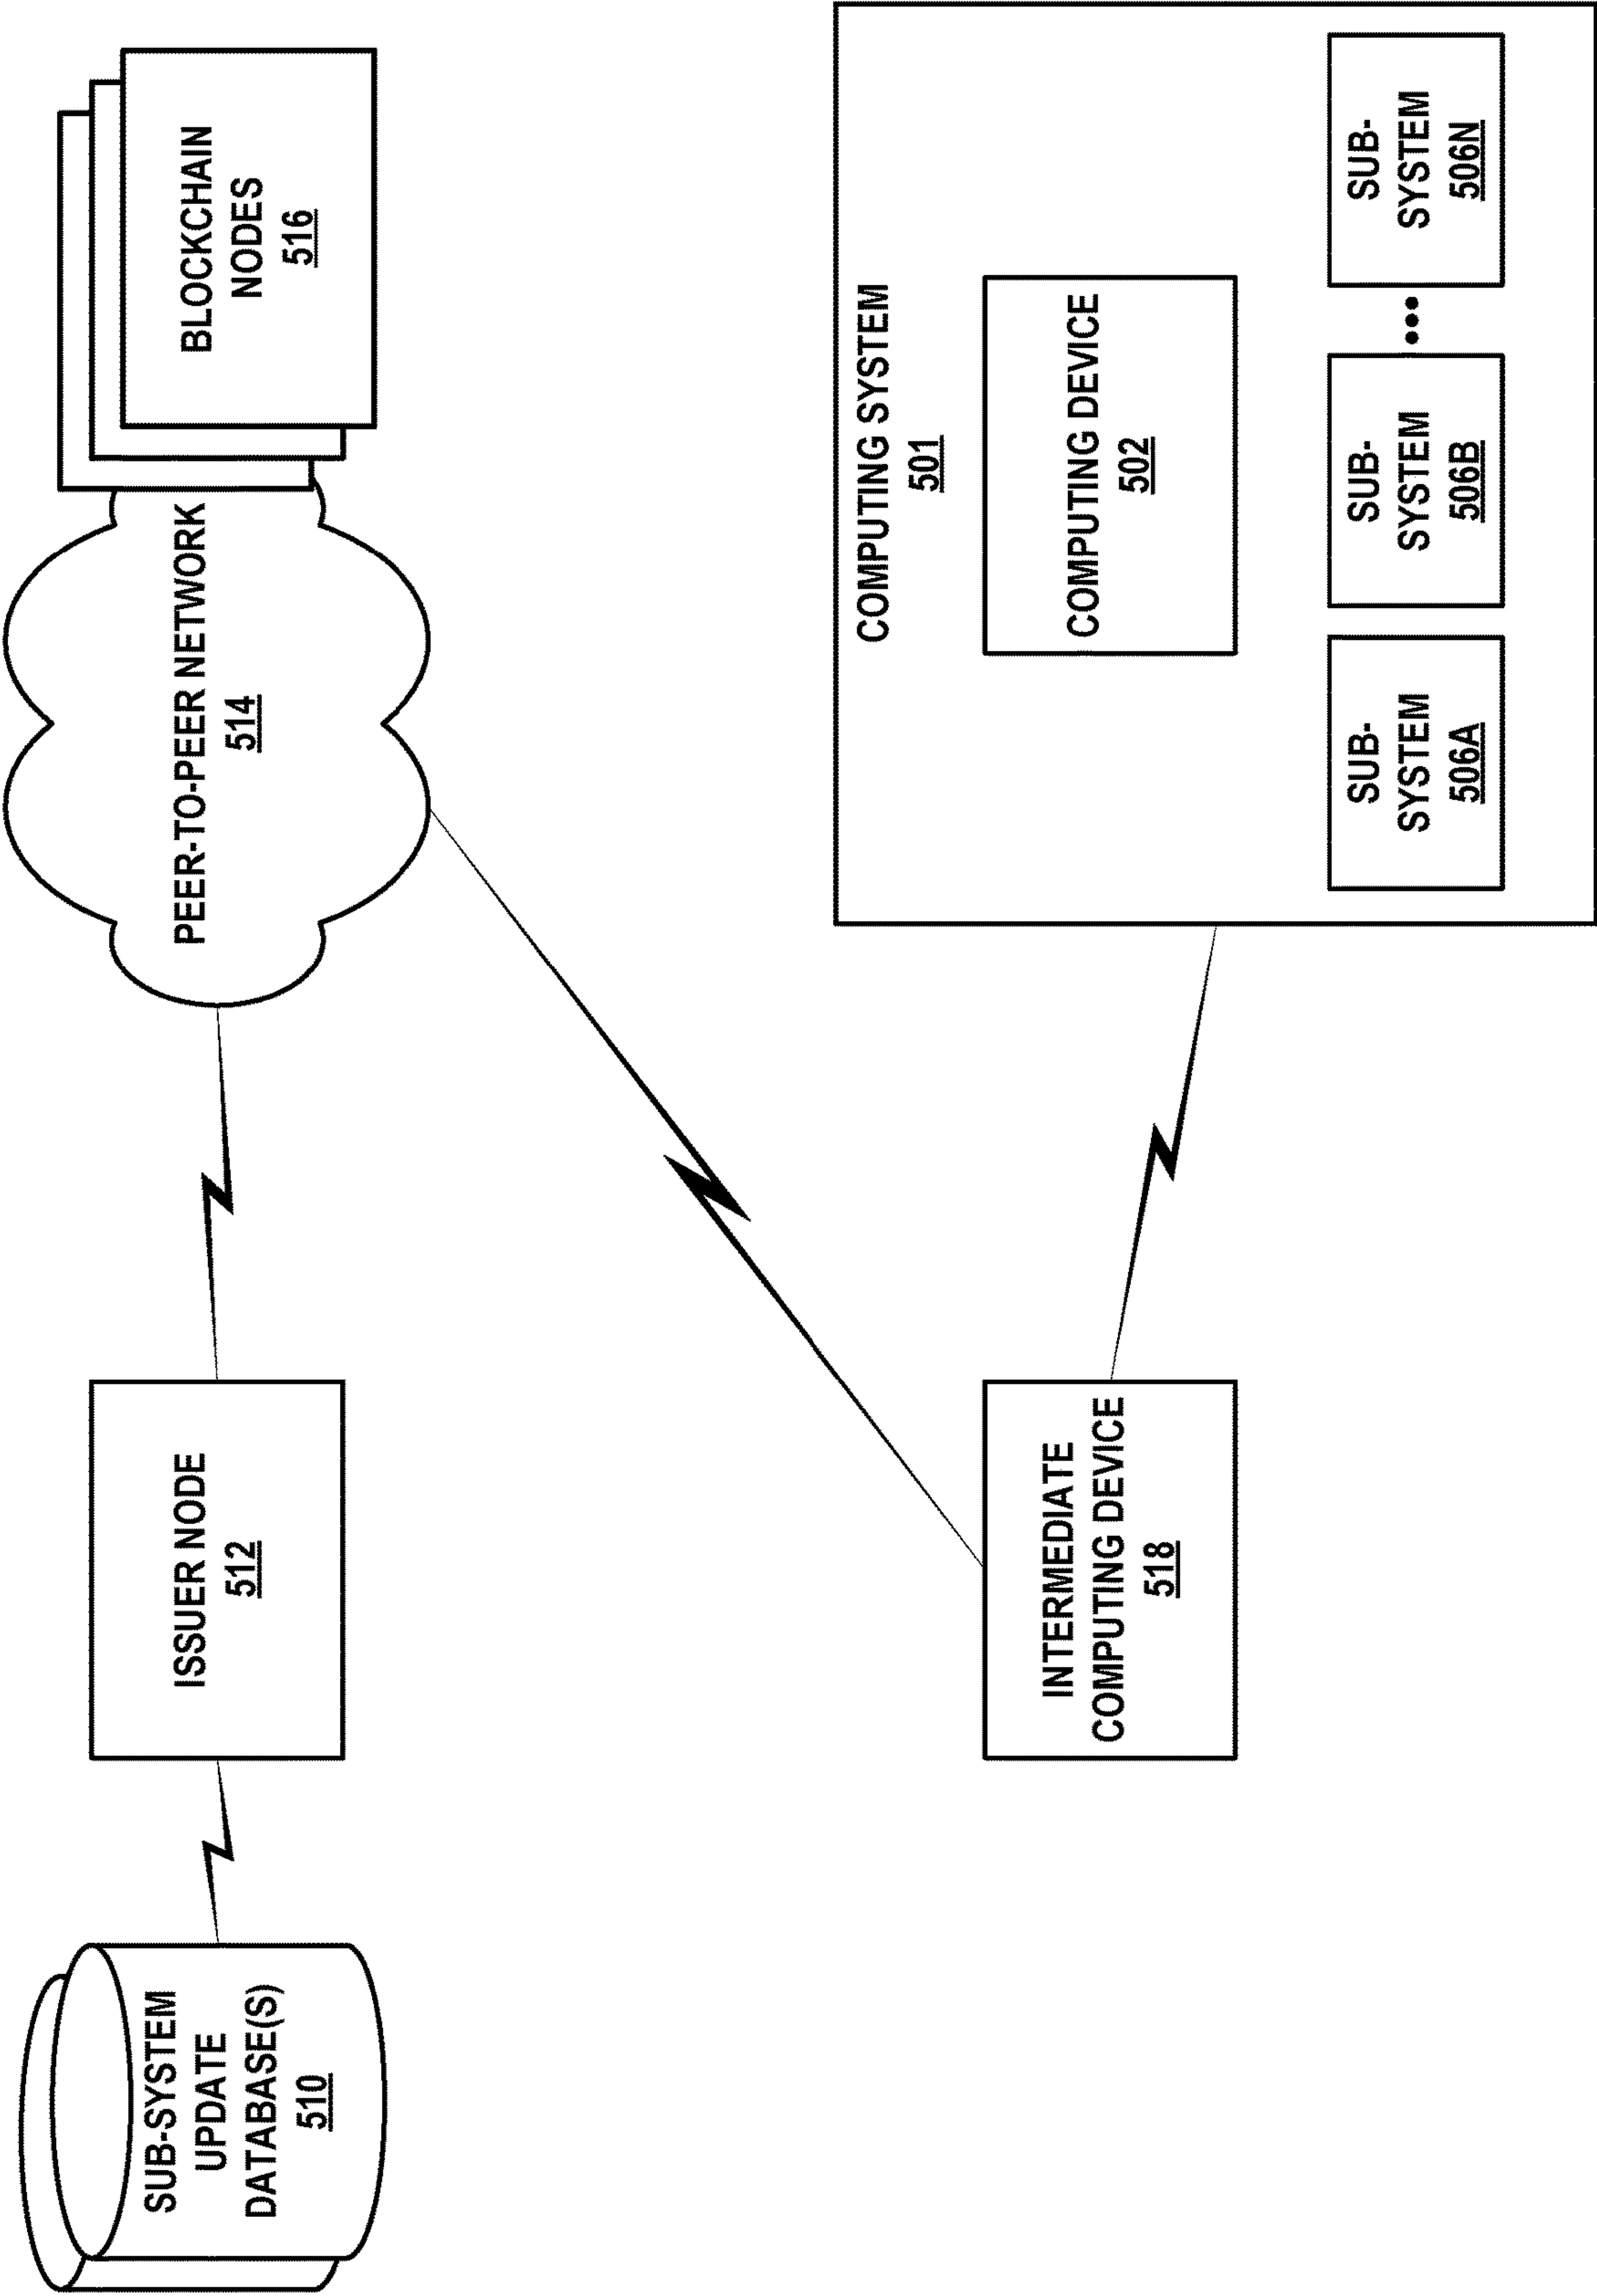 SUB-SYSTEM
UPDATE
DATABASE(S)
510
ISSUER NODE
512
PEER-TO-PEER NETWORK
514
BLOCKCHAIN
NODES
516
INTERMEDIATE
COMPUTING DEVICE
518
COMPUTING SYSTEM
501
COMPUTING DEVICE
502
SUB-
SYSTEM
506A
SUB-
SYSTEM
506B
•••
SUB-
SYSTEM
506N